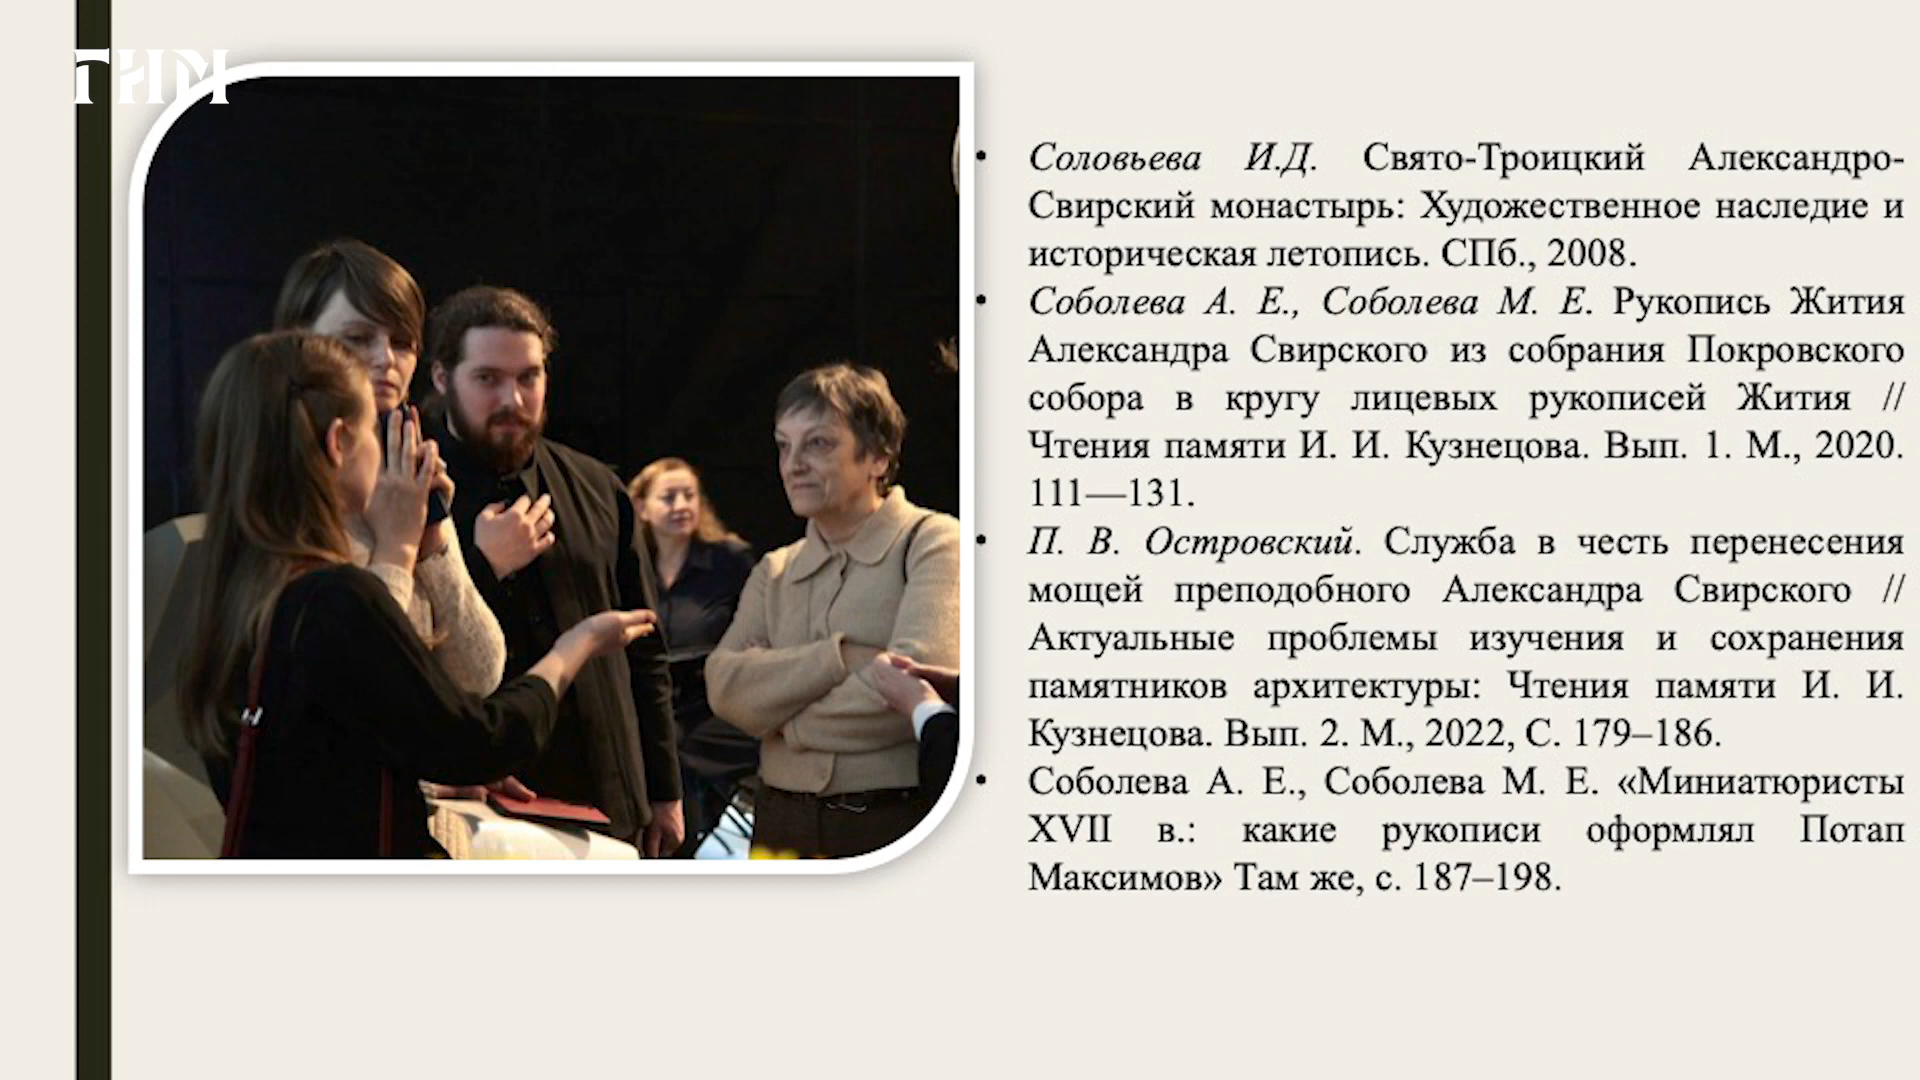 ГИМ
Соловьева И.Д. Свято-Троицкий Александро-
Свирский монастырь: Художественное наследие и
историческая летопись. СПб., 2008.
Соболева А. Е., Соболева М. Е. Рукопись Жития
Александра Свирского из собрания Покровского
собора в кругу лицевых рукописей Жития //
Чтения памяти И. И. Кузнецова. Вып. 1. М., 2020.
111—131.
П. В. Островский. Служба в честь перенесения
мощей преподобного Александра Свирского //
Актуальные проблемы изучения и сохранения
памятников архитектуры: Чтения памяти И. И.
Кузнецова. Вып. 2. М., 2022, С. 179–186.
Соболева А. Е., Соболева М. Е. «Миниатюристы
XVII в.: какие рукописи оформлял Потап
Максимов» Там же, с. 187–198.